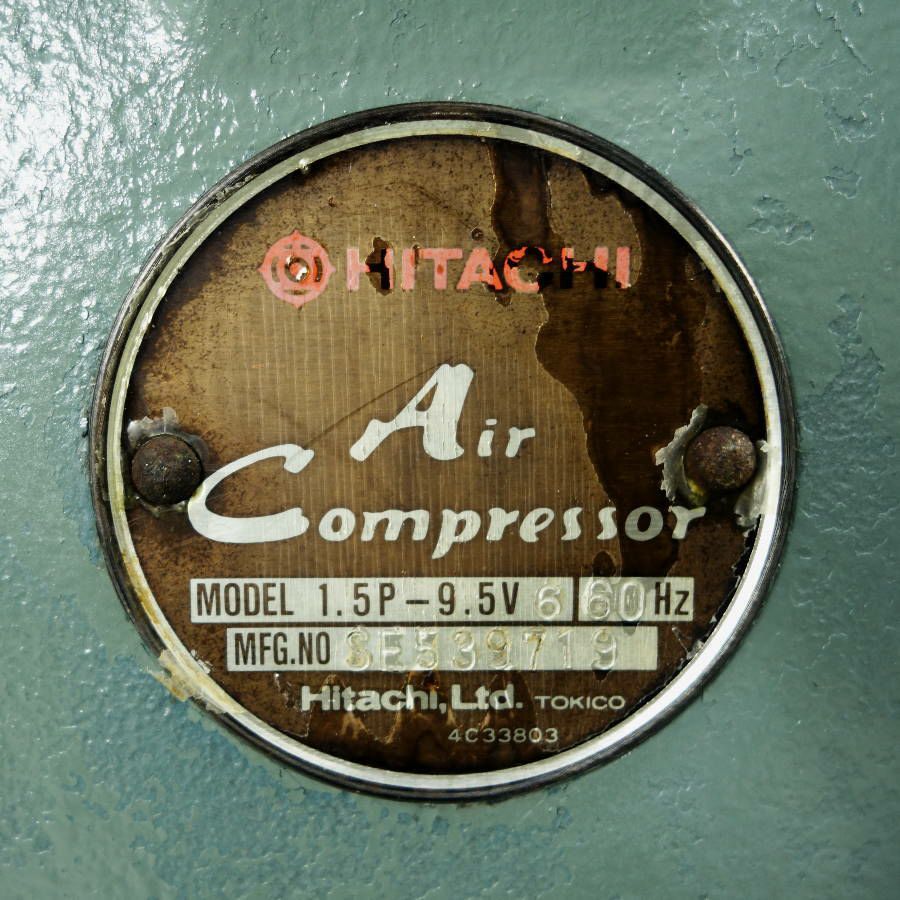 HITACHI
Air
Compressor
MODEL 1.5P-9.5V 6 60 Hz
MFG.NO SE539719
Hitachi,Ltd. TOKICO
4C33803